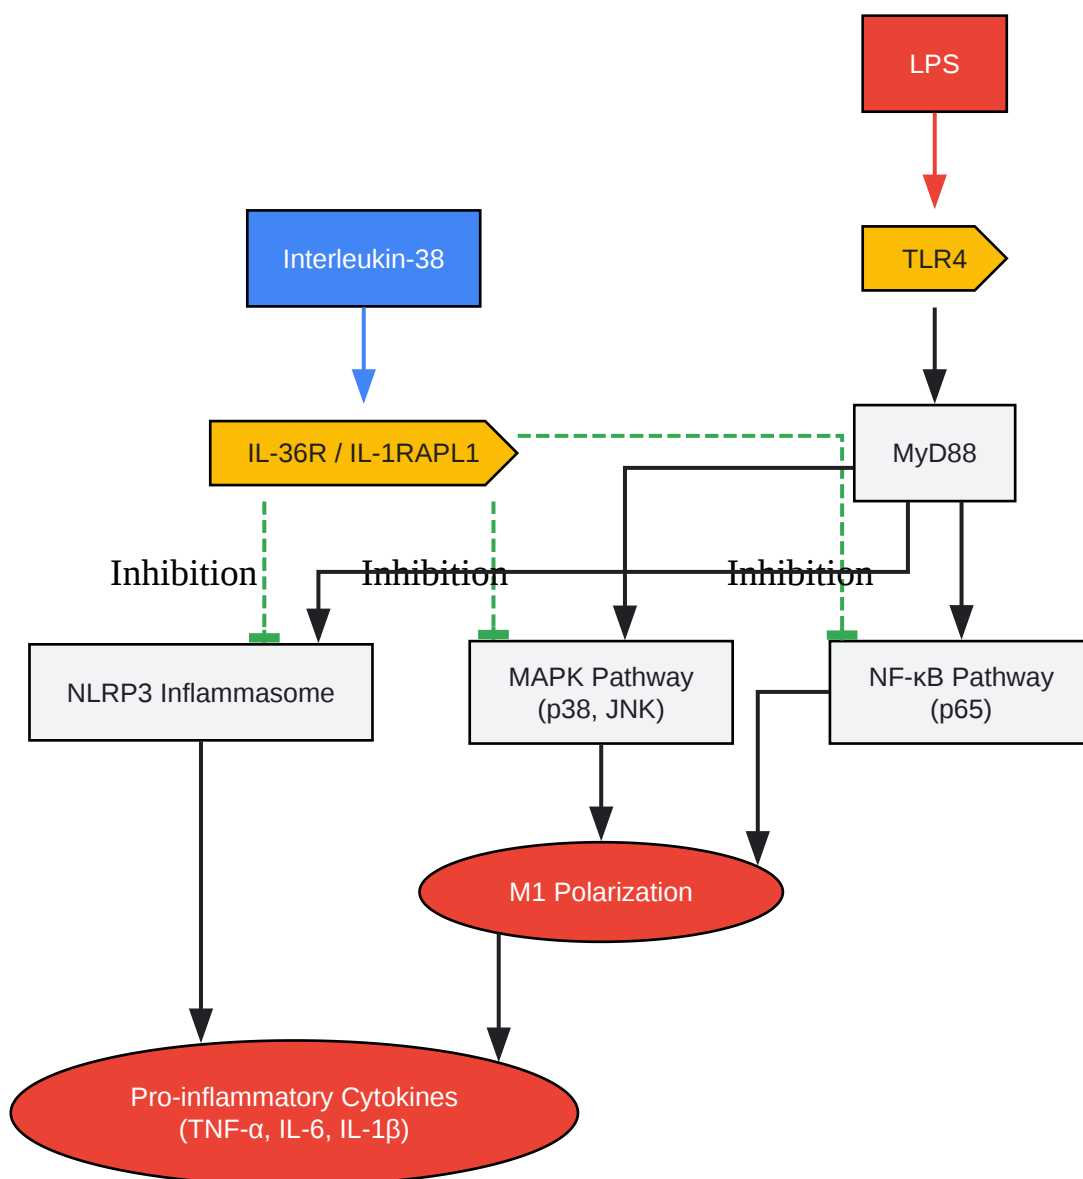 LPS
Interleukin-38
TLR4
IL-36R / IL-1RAPL1
MyD88
Inhibition
Inhibition
Inhibition
NLRP3 Inflammasome
MAPK Pathway
(p38, JNK)
NF-κB Pathway
(p65)
M1 Polarization
Pro-inflammatory Cytokines
(TNF-α, IL-6, IL-1β)